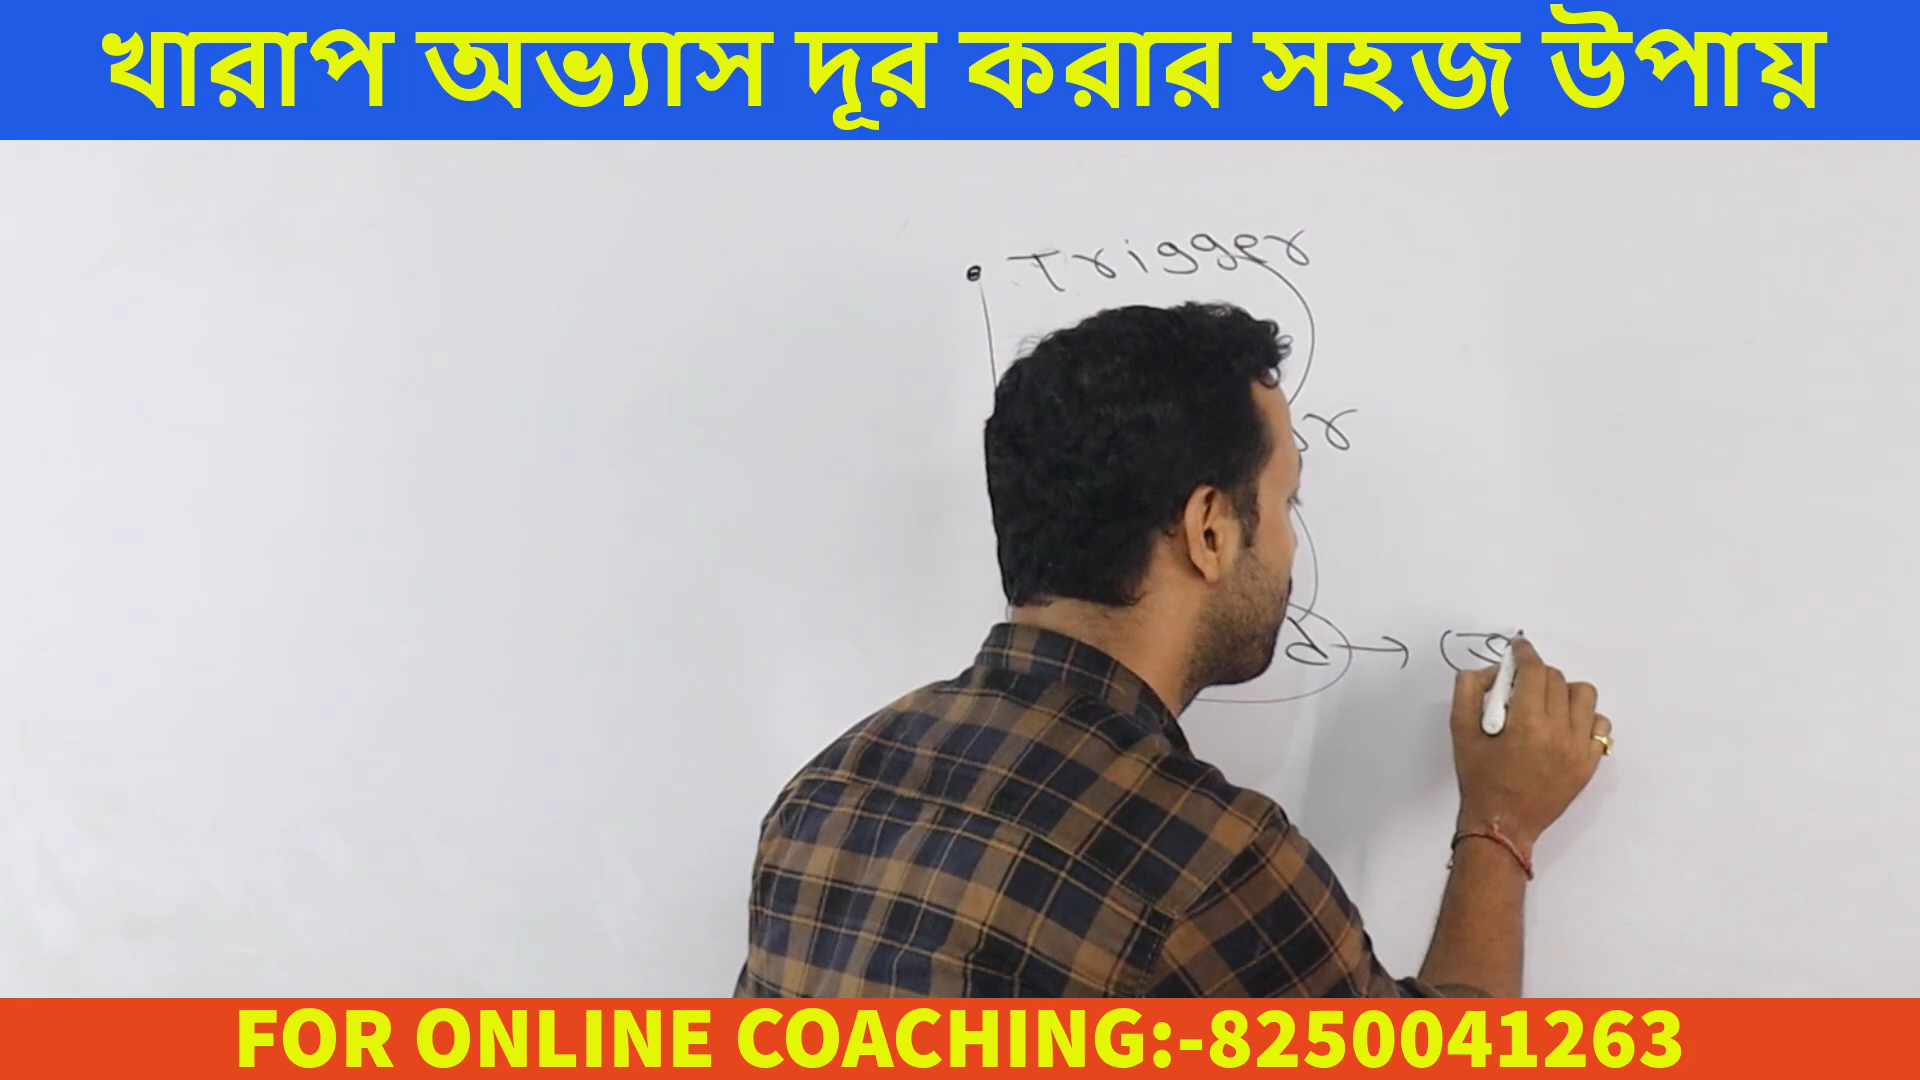 খারাপ অভ্যাস দূর করার সহজ উপায়
Trigger
FOR ONLINE COACHING:-8250041263